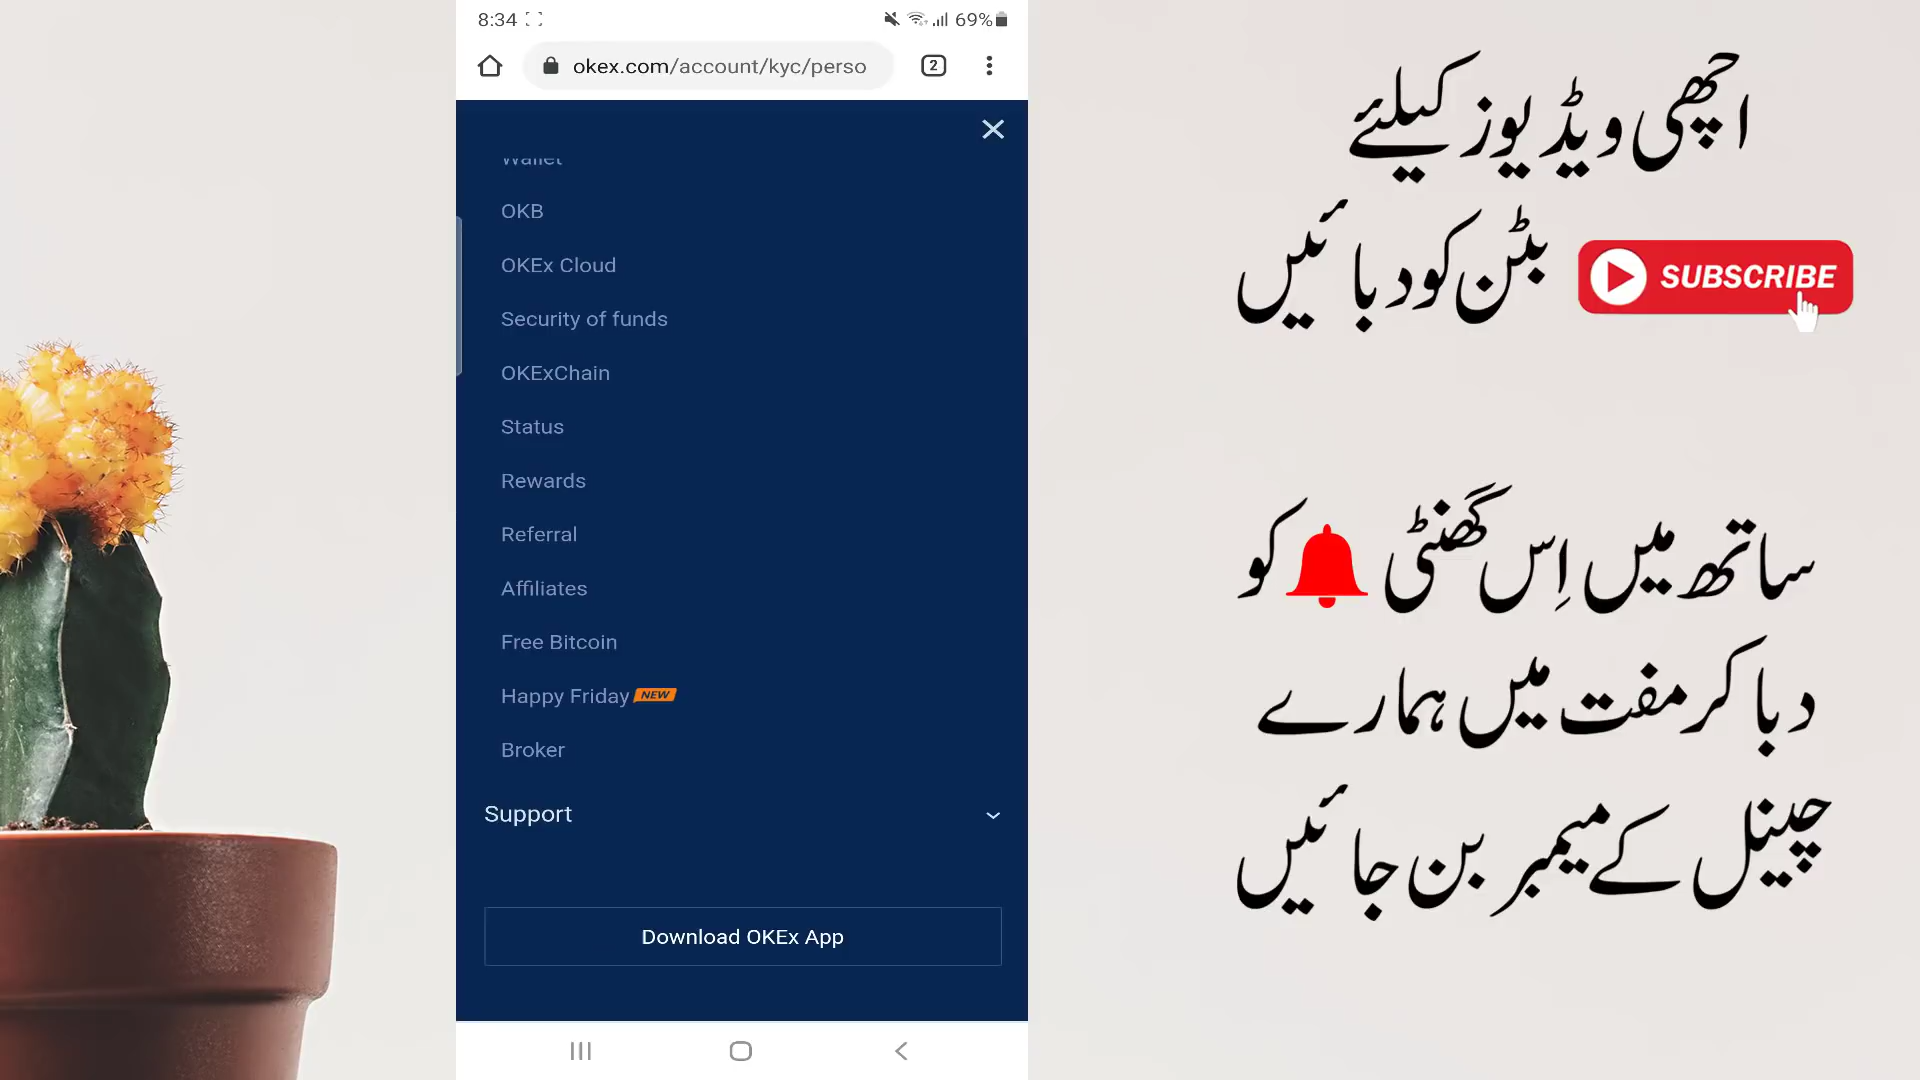 8:34
69%
okex.com/account/kyc/perso
2
Wallet
OKB
OKEx Cloud
Security of funds
OKExChain
Status
Rewards
Referral
Affiliates
Free Bitcoin
Happy Friday NEW
Broker
Support
Download OKEx App
اچھی ویڈیوز کیلئے
SUBSCRIBE بٹن کو دبائیں
ساتھ میں اِس گھنٹی کو
دبا کر مفت میں ہمارے
چینل کے میمبر بن جائیں